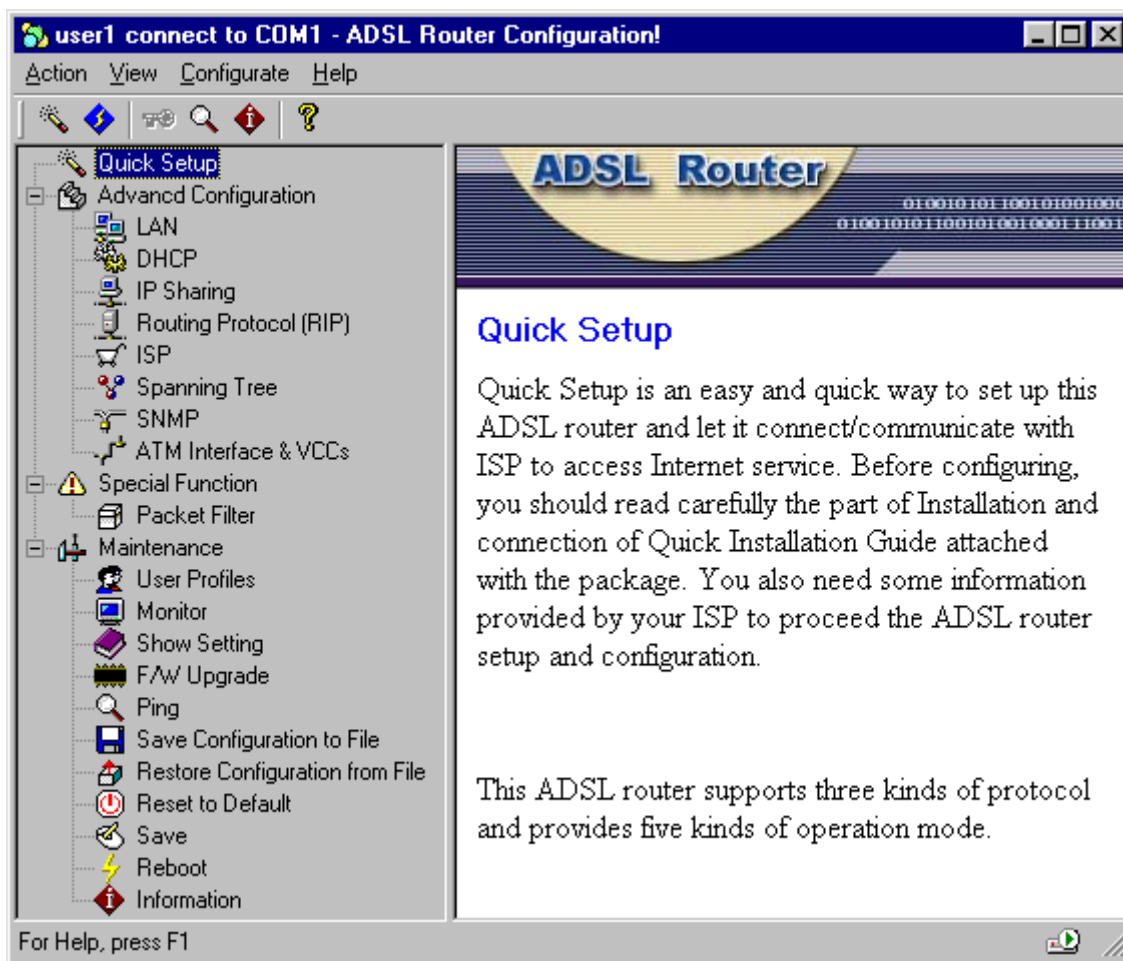 user1 connect to COM1 - ADSL Router Configuration!
Action View Configurate Help
Quick Setup
Advancd Configuration
LAN
DHCP
IP Sharing
Routing Protocol (RIP)
ISP
Spanning Tree
SNMP
ATM Interface & VCCs
Special Function
Packet Filter
Maintenance
User Profiles
Monitor
Show Setting
F/W Upgrade
Ping
Save Configuration to File
Restore Configuration from File
Reset to Default
Save
Reboot
Information
ADSL Router
Quick Setup
Quick Setup is an easy and quick way to set up this
ADSL router and let it connect/communicate with
ISP to access Internet service. Before configuring,
you should read carefully the part of Installation and
connection of Quick Installation Guide attached
with the package. You also need some information
provided by your ISP to proceed the ADSL router
setup and configuration.
This ADSL router supports three kinds of protocol
and provides five kinds of operation mode.
For Help, press F1